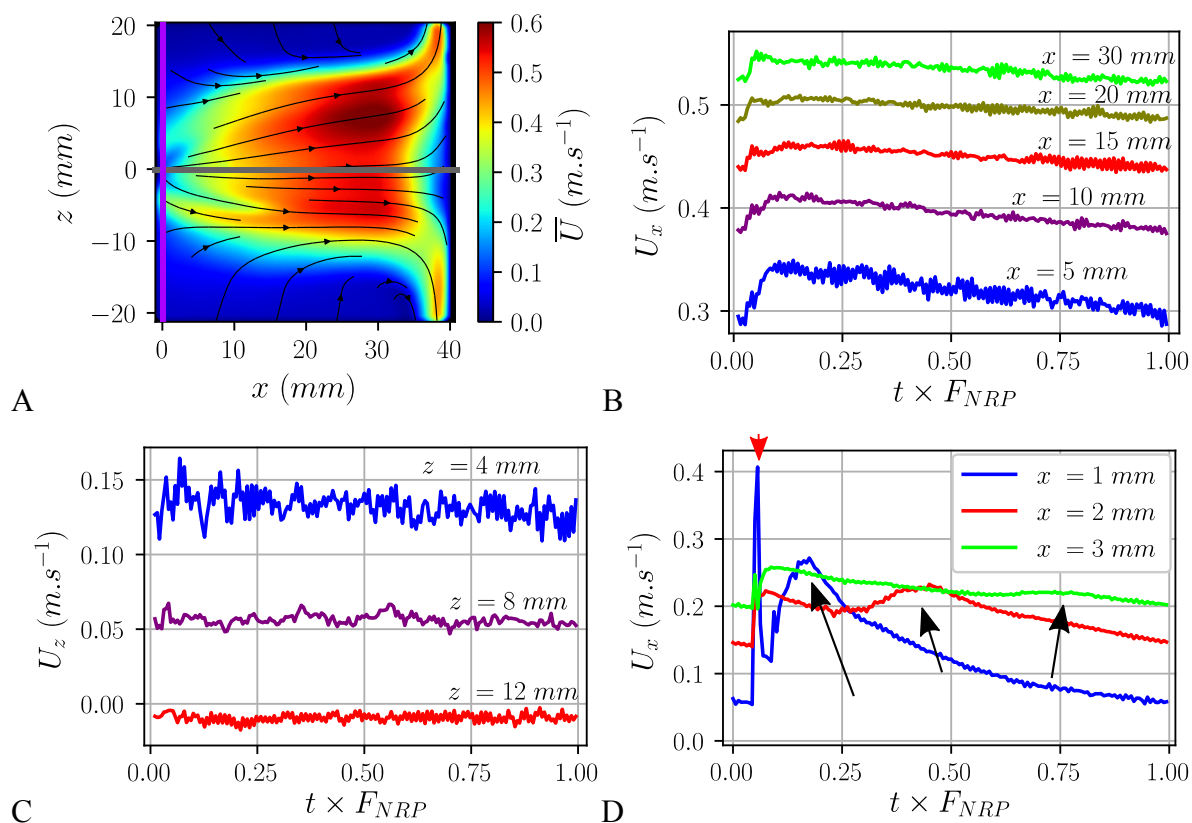 20
10
0
−10
−20
z (mm)
0 10 20 30 40
x (mm)
0.6
0.5
0.4
0.3
0.2
0.1
0.0
U̅ (m.s⁻¹)
A
0.5
0.4
0.3
U_x (m.s⁻¹)
x = 30 mm
x = 20 mm
x = 15 mm
x = 10 mm
x = 5 mm
0.00 0.25 0.50 0.75 1.00
t × F_NRP
B
0.15
0.10
0.05
0.00
U_z (m.s⁻¹)
z = 4 mm
z = 8 mm
z = 12 mm
0.00 0.25 0.50 0.75 1.00
t × F_NRP
C
0.4
0.3
0.2
0.1
0.0
U_x (m.s⁻¹)
x = 1 mm
x = 2 mm
x = 3 mm
0.00 0.25 0.50 0.75 1.00
t × F_NRP
D